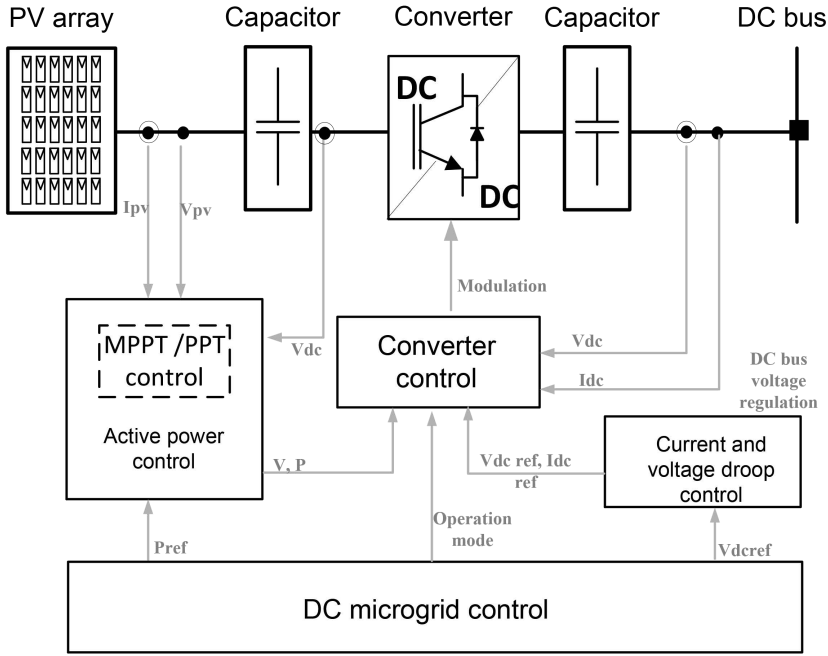 PV array
Capacitor
Converter
Capacitor
DC bus
DC
DC
Ipv
Vpv
Modulation
Vdc
MPPT /PPT
control
Active power
control
Converter
control
Vdc
Idc
DC bus
voltage
regulation
Current and
voltage droop
control
V, P
Vdc ref, Idc
ref
Operation
mode
Pref
Vdcref
DC microgrid control